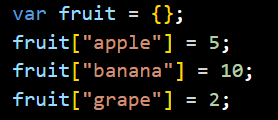 var fruit = {};
fruit["apple"] = 5;
fruit["banana"] = 10;
fruit["grape"] = 2;